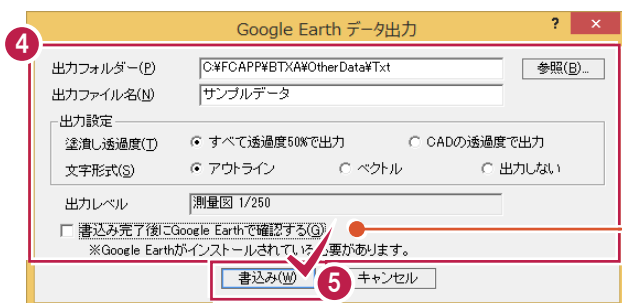 Google Earth データ出力
? ×
4
出力フォルダー(P) C:¥FCAPP¥BTXA¥OtherData¥Txt 参照(B)...
出力ファイル名(N) サンプルデータ
出力設定
塗潰し透過度(T) すべて透過度50%で出力 CADの透過度で出力
文字形式(S) アウトライン ベクトル 出力しない
出力レベル 測量図 1/250
書込み完了後にGoogle Earthで確認する(G)
※Google Earthがインストールされている必要があります。
書込み(W) 5 キャンセル